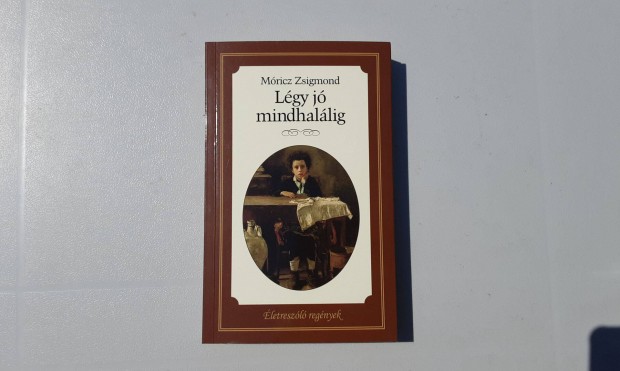 Móricz Zsigmond
Légy jó
mindhalálig
Életreszóló regények